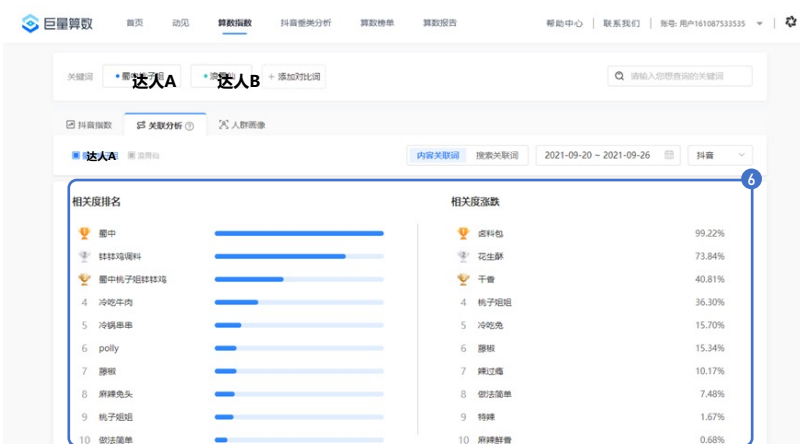 巨量算数 首页 动见 算数指数 抖音垂类分析 算数榜单 算数报告 帮助中心 联系我们 账号: 用户161087533535
关键词 蜀中 达人A 达人B + 添加对比词 请输入您想查询的关键词
抖音指数 关联分析 人群画像
达人A 浪胃仙 内容关联词 搜索关联词 2021-09-20 ~ 2021-09-26 抖音
6
相关度排名
蜀中
钵钵鸡调料
蜀中桃子姐钵钵鸡
4 冷吃牛肉
5 冷锅串串
6 polly
7 藤椒
8 麻辣兔头
9 桃子姐姐
10 做法简单
相关度涨跌
卤料包 99.22%
花生酥 73.84%
干香 40.81%
4 桃子姐姐 36.30%
5 冷吃兔 15.70%
6 藤椒 15.34%
7 辣过瘾 10.17%
8 做法简单 7.48%
9 特辣 1.67%
10 麻辣鲜香 0.68%